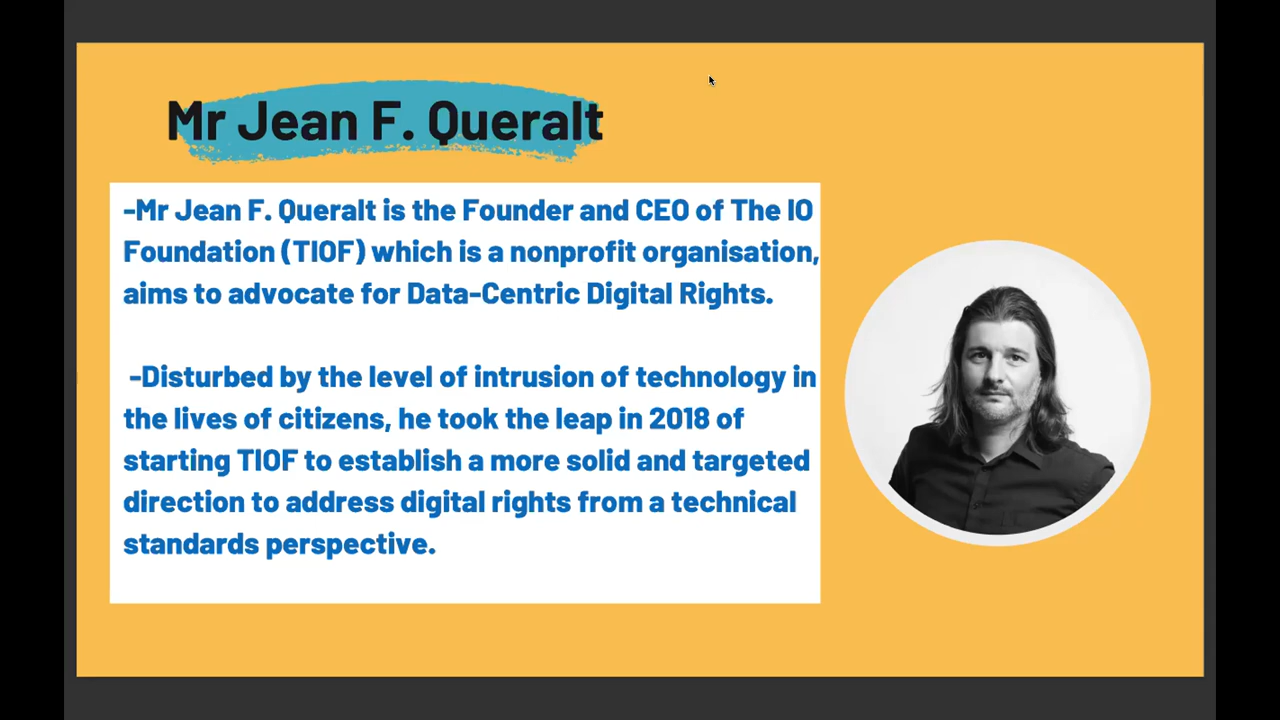 Mr Jean F. Queralt
-Mr Jean F. Queralt is the Founder and CEO of The IO
Foundation (TIOF) which is a nonprofit organisation,
aims to advocate for Data-Centric Digital Rights.
-Disturbed by the level of intrusion of technology in
the lives of citizens, he took the leap in 2018 of
starting TIOF to establish a more solid and targeted
direction to address digital rights from a technical
standards perspective.